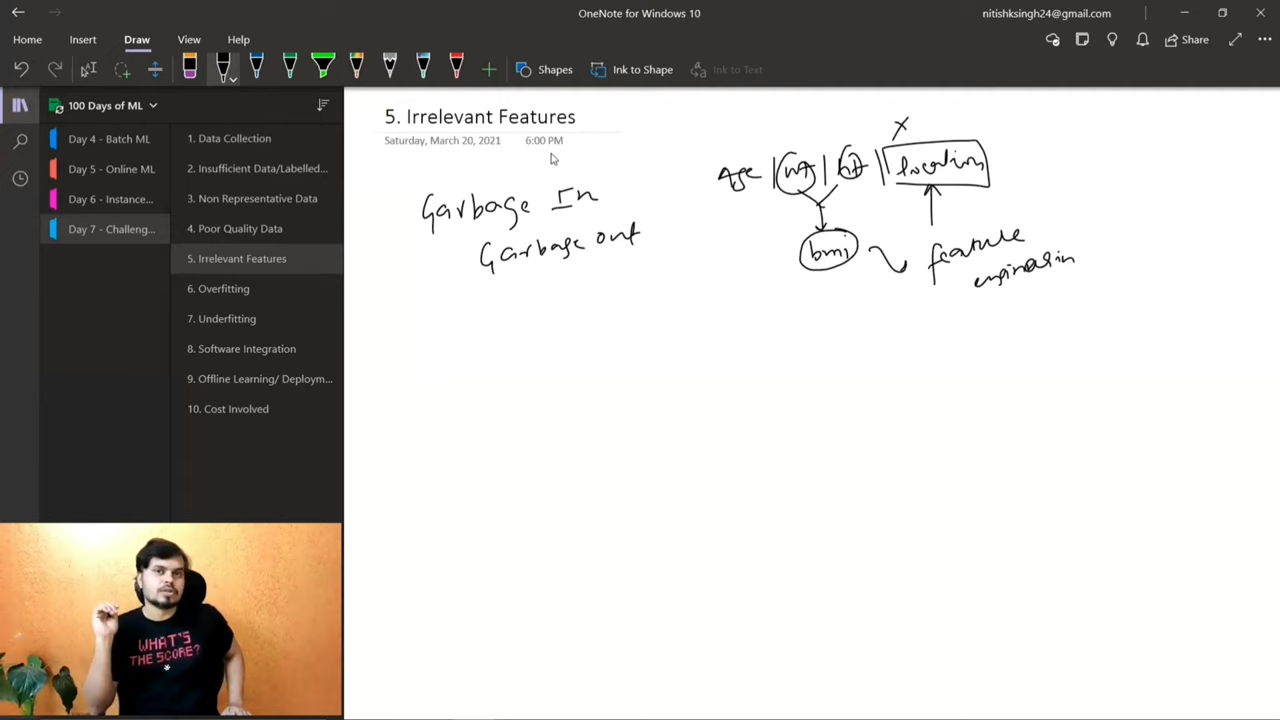 OneNote for Windows 10
nitishksingh24@gmail.com
Home Insert Draw View Help
Share
Shapes Ink to Shape Ink to Text
100 Days of ML
Day 4 - Batch ML
Day 5 - Online ML
Day 6 - Instance...
Day 7 - Challeng...
1. Data Collection
2. Insufficient Data/Labelled...
3. Non Representative Data
4. Poor Quality Data
5. Irrelevant Features
6. Overfitting
7. Underfitting
8. Software Integration
9. Offline Learning/ Deploym...
10. Cost Involved
5. Irrelevant Features
Saturday, March 20, 2021 6:00 PM
Garbage In
Garbage out
X
Age | wt | ht | location
bmi
feature
WHAT'S
THE SCORE?